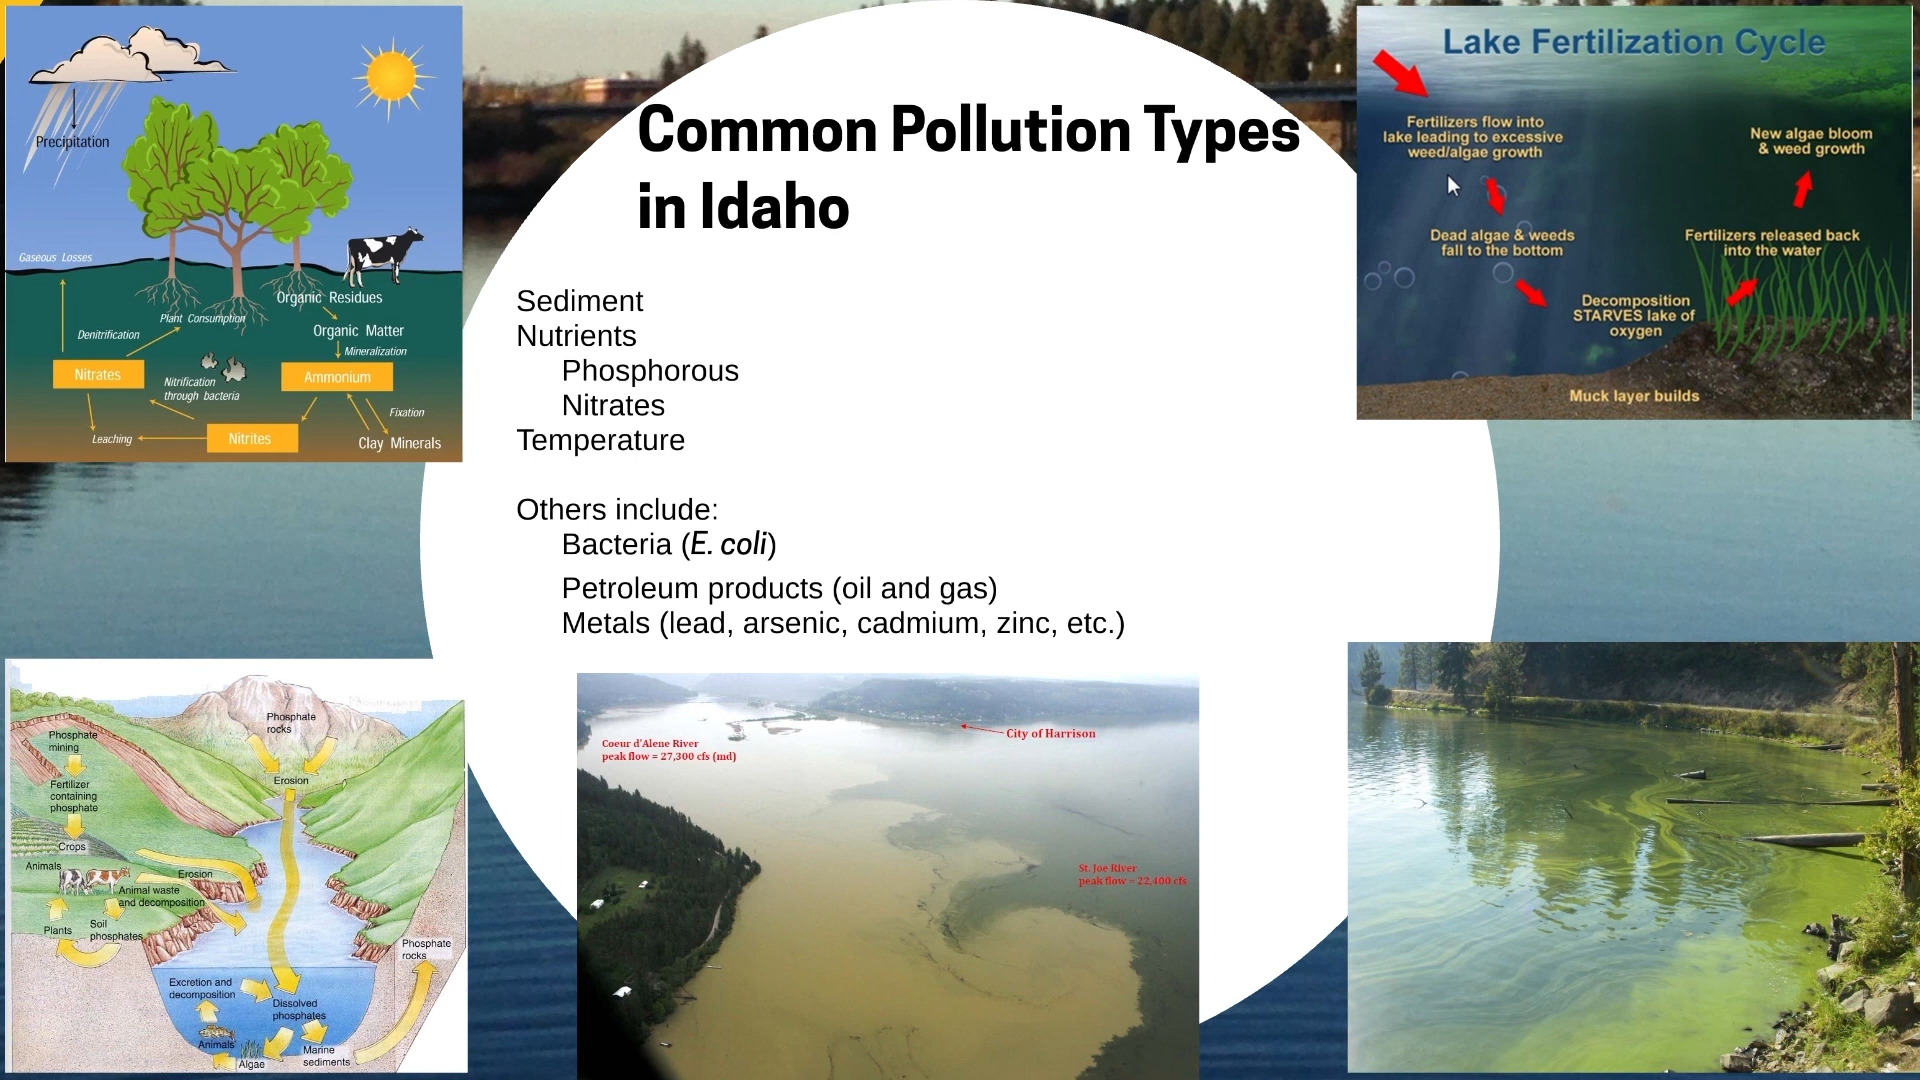 Common Pollution Types
in Idaho
Sediment
Nutrients
Phosphorous
Nitrates
Temperature
Others include:
Bacteria (E. coli)
Petroleum products (oil and gas)
Metals (lead, arsenic, cadmium, zinc, etc.)
Precipitation
Gaseous Losses
Organic Residues
Plant Consumption
Organic Matter
Denitrification
Mineralization
Nitrates
Ammonium
Nitrification
through bacteria
Fixation
Leaching
Nitrites
Clay Minerals
Lake Fertilization Cycle
Fertilizers flow into
lake leading to excessive
weed/algae growth
Dead algae & weeds
fall to the bottom
Decomposition
STARVES lake of
oxygen
Fertilizers released back
into the water
New algae bloom
& weed growth
Muck layer builds
Phosphate
rocks
Phosphate
mining
Erosion
Fertilizer
containing
phosphate
Crops
Animals
Erosion
Animal waste
and decomposition
Plants
Soil
phosphates
Phosphate
rocks
Excretion and
decomposition
Dissolved
phosphates
Animals
Algae
Marine
sediments
Coeur d'Alene River
peak flow = 27,300 cfs (md)
City of Harrison
St. Joe River
peak flow = 22,400 cfs